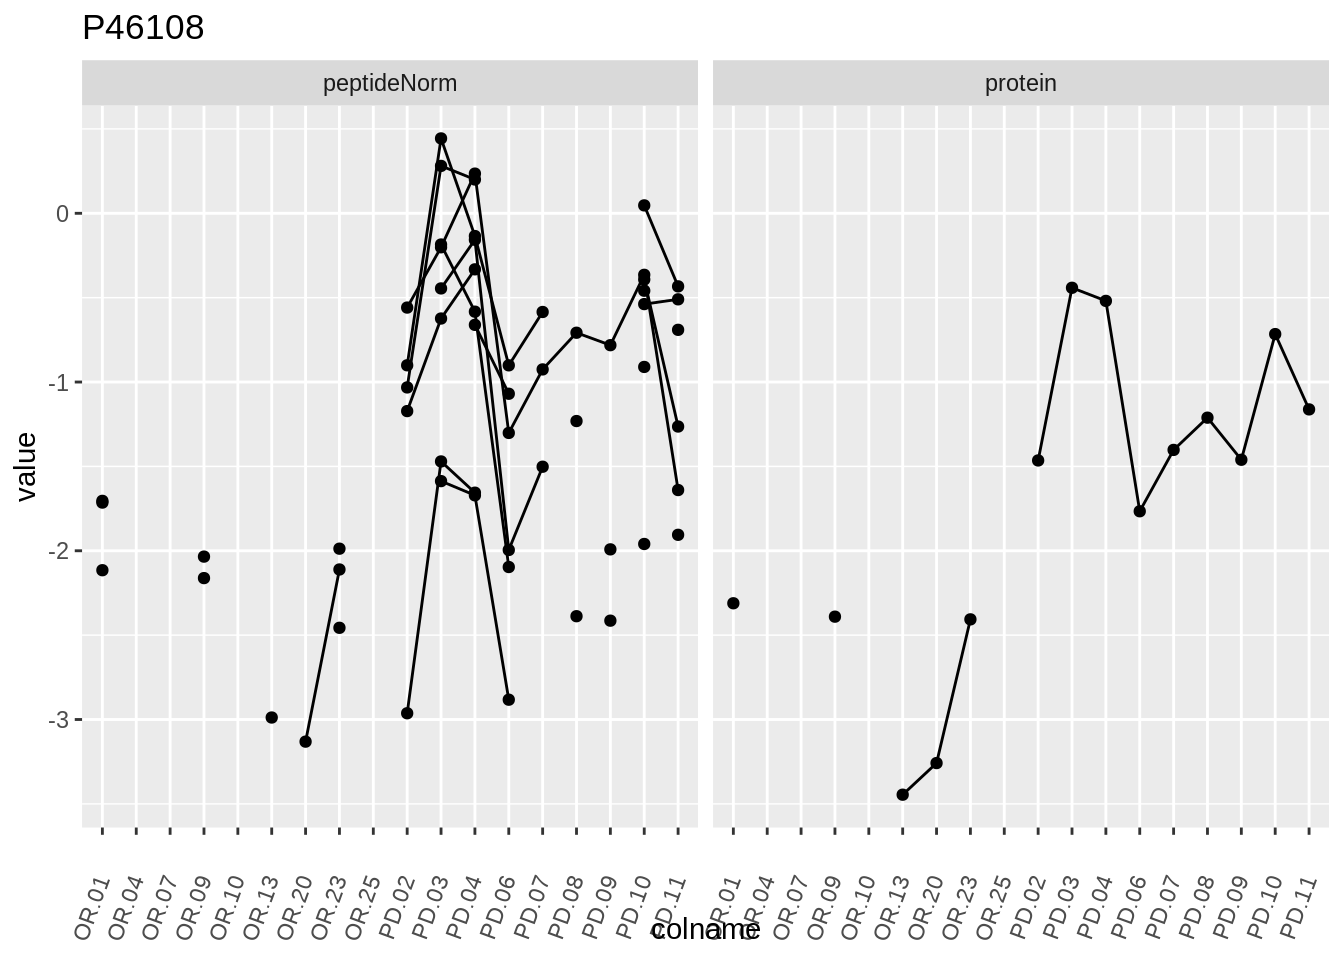 P46108
peptideNorm protein
0
-1
-2
-3
value
OR.01 OR.04 OR.07 OR.09 OR.10 OR.13 OR.20 OR.23 OR.25 PD.02 PD.03 PD.04 PD.06 PD.07 PD.08 PD.09 PD.10 PD.11 OR.01 OR.04 OR.07 OR.09 OR.10 OR.13 OR.20 OR.23 OR.25 PD.02 PD.03 PD.04 PD.06 PD.07 PD.08 PD.09 PD.10 PD.11
colname